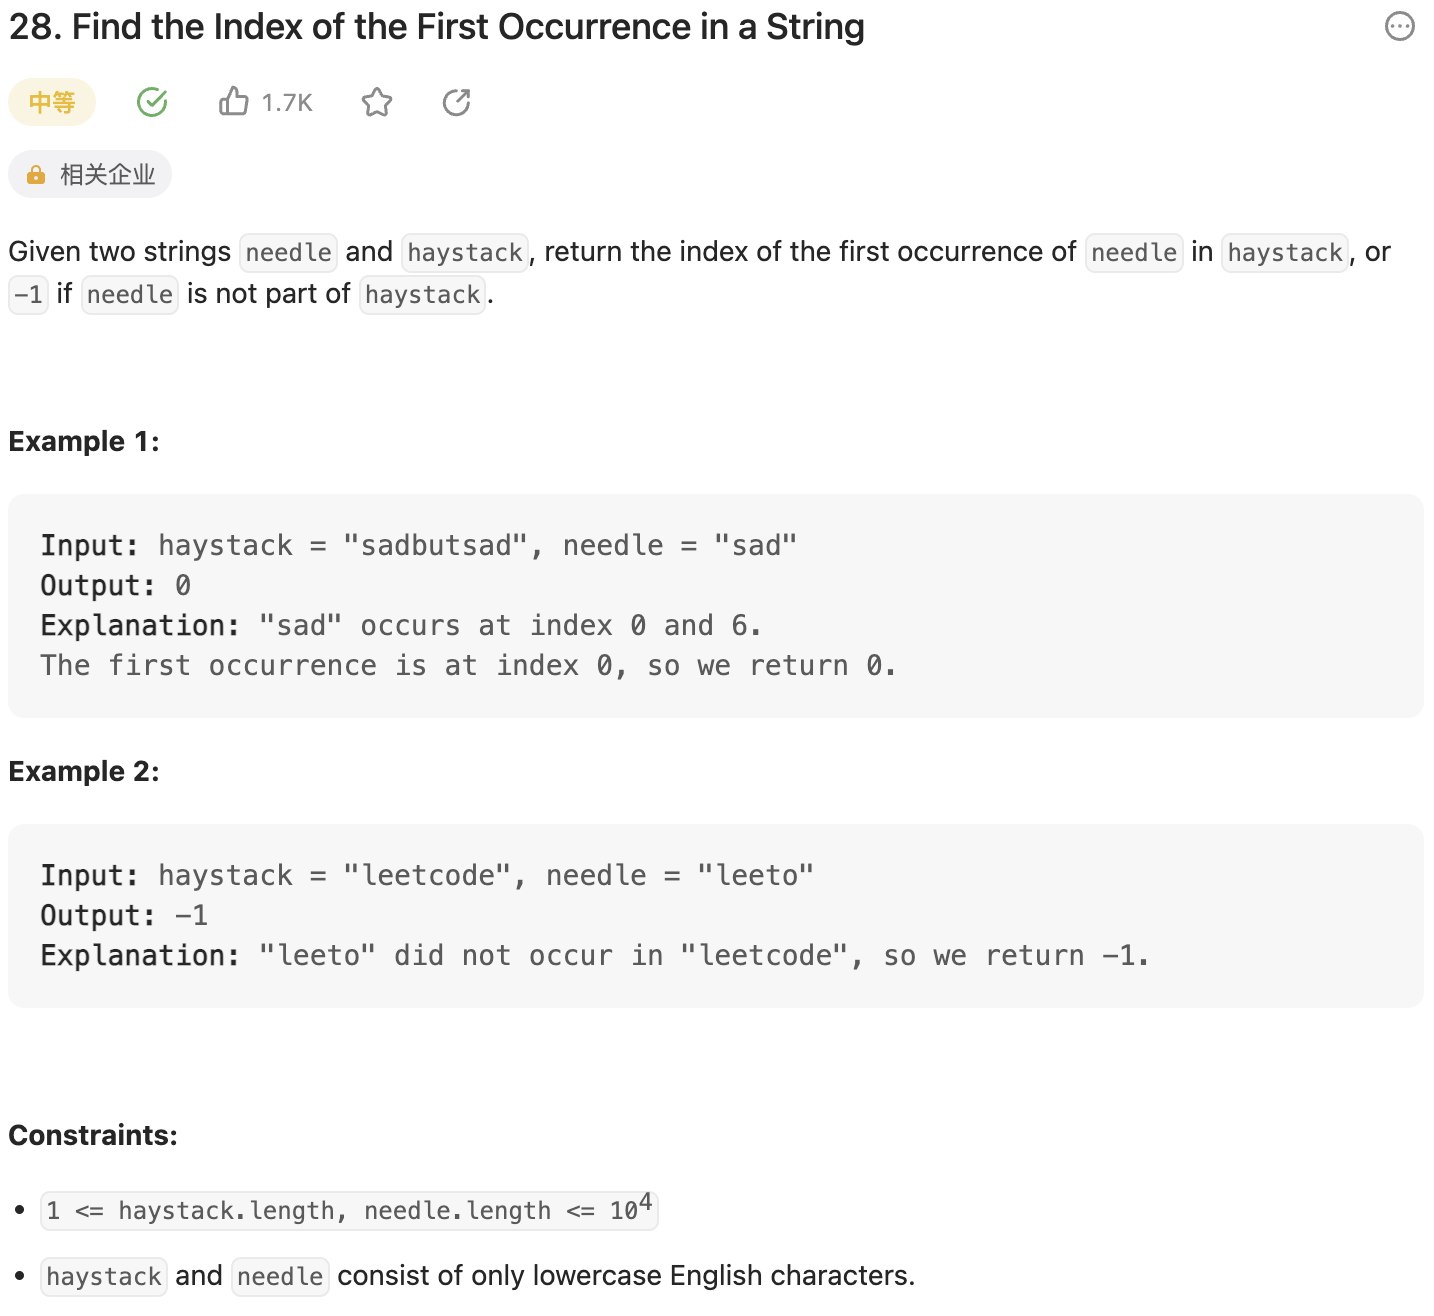 28. Find the Index of the First Occurrence in a String
中等
1.7K
相关企业
Given two strings needle and haystack, return the index of the first occurrence of needle in haystack, or
-1 if needle is not part of haystack.
Example 1:
Input: haystack = "sadbutsad", needle = "sad"
Output: 0
Explanation: "sad" occurs at index 0 and 6.
The first occurrence is at index 0, so we return 0.
Example 2:
Input: haystack = "leetcode", needle = "leeto"
Output: -1
Explanation: "leeto" did not occur in "leetcode", so we return -1.
Constraints:
• 1 <= haystack.length, needle.length <= 10⁴
• haystack and needle consist of only lowercase English characters.